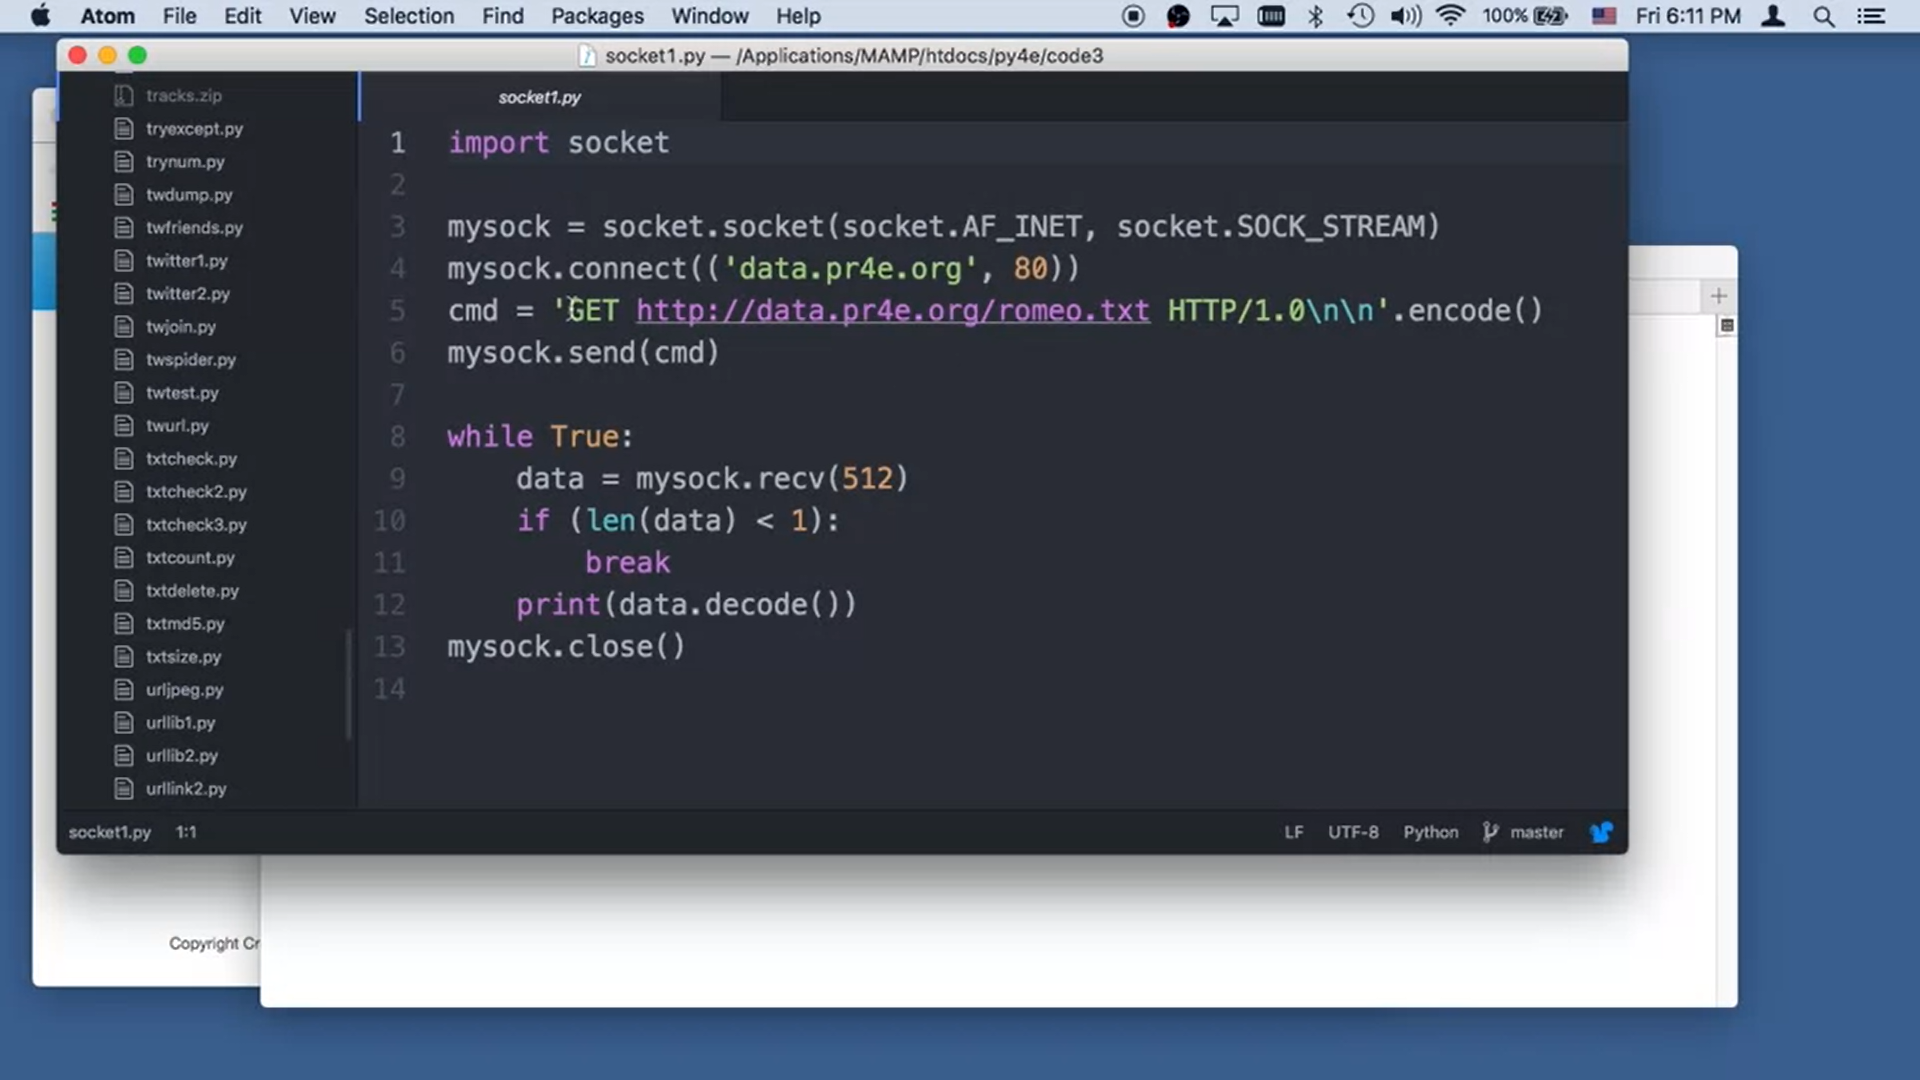 Atom File Edit View Selection Find Packages Window Help 100% Fri 6:11 PM
socket1.py — /Applications/MAMP/htdocs/py4e/code3
tracks.zip
tryexcept.py
trynum.py
twdump.py
twfriends.py
twitter1.py
twitter2.py
twjoin.py
twspider.py
twtest.py
twurl.py
txtcheck.py
txtcheck2.py
txtcheck3.py
txtcount.py
txtdelete.py
txtmd5.py
txtsize.py
urljpeg.py
urllib1.py
urllib2.py
urllink2.py
socket1.py
1 import socket
2
3 mysock = socket.socket(socket.AF_INET, socket.SOCK_STREAM)
4 mysock.connect(('data.pr4e.org', 80))
5 cmd = 'GET http://data.pr4e.org/romeo.txt HTTP/1.0\n\n'.encode()
6 mysock.send(cmd)
7
8 while True:
9     data = mysock.recv(512)
10     if (len(data) < 1):
11         break
12     print(data.decode())
13 mysock.close()
14
socket1.py 1:1 LF UTF-8 Python master
Copyright Cr